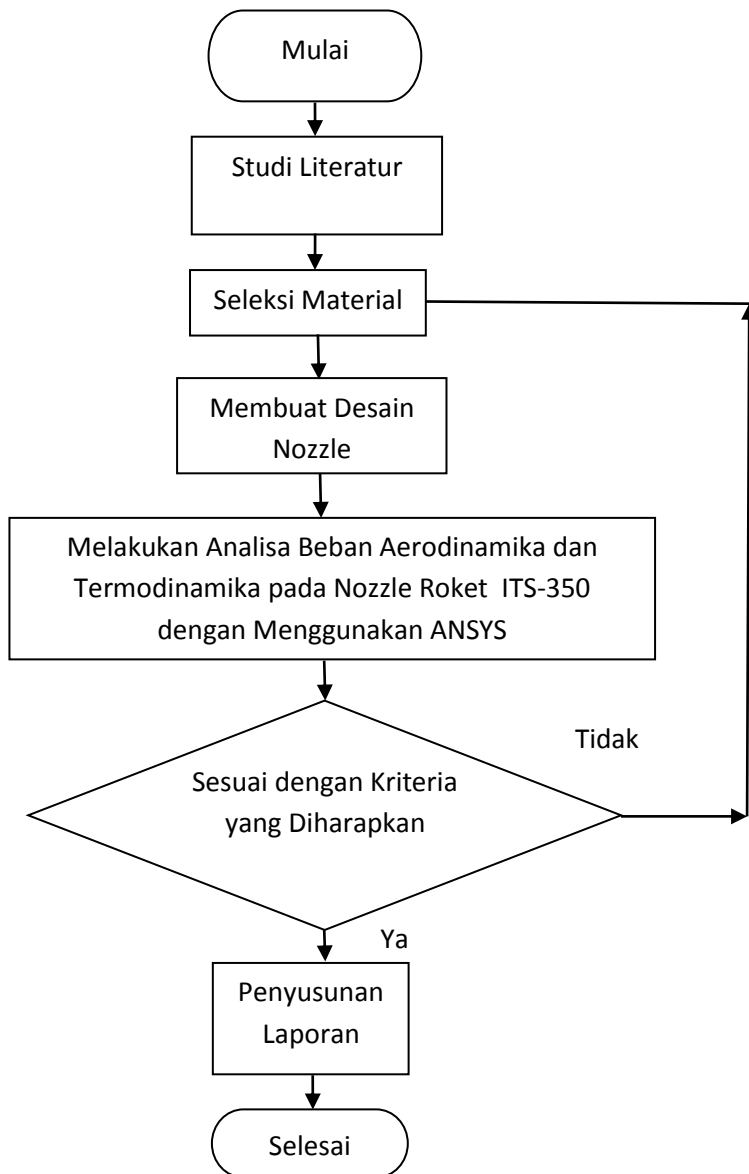 Mulai
Studi Literatur
Seleksi Material
Membuat Desain
Nozzle
Melakukan Analisa Beban Aerodinamika dan
Termodinamika pada Nozzle Roket ITS-350
dengan Menggunakan ANSYS
Tidak
Sesuai dengan Kriteria
yang Diharapkan
Ya
Penyusunan
Laporan
Selesai